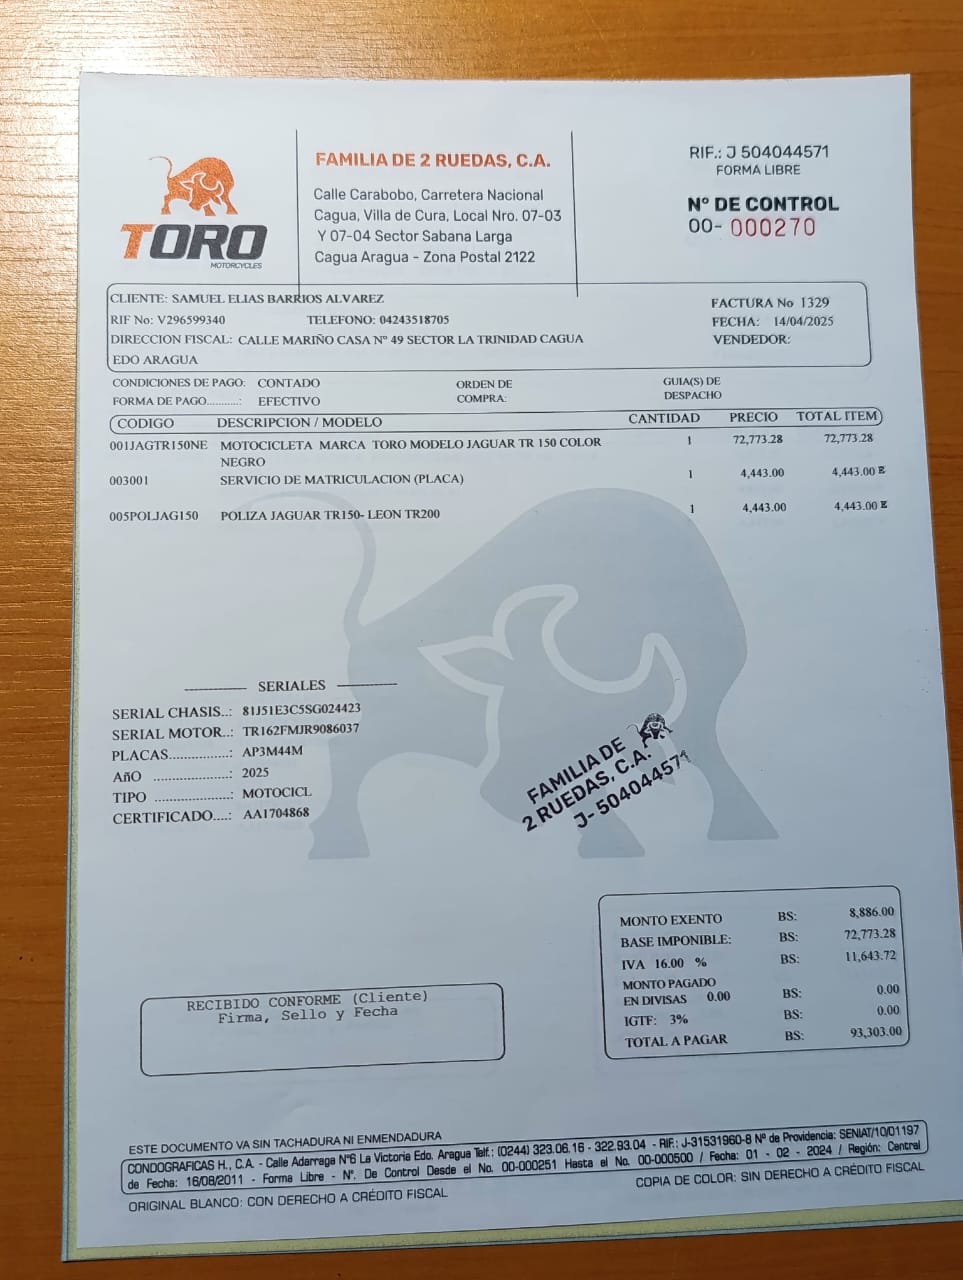 TORO
MOTORCYCLES
FAMILIA DE 2 RUEDAS, C.A.
Calle Carabobo, Carretera Nacional
Cagua, Villa de Cura, Local Nro. 07-03
Y 07-04 Sector Sabana Larga
Cagua Aragua - Zona Postal 2122
RIF.: J 504044571
FORMA LIBRE
N° DE CONTROL
00- 000270
CLIENTE: SAMUEL ELIAS BARRIOS ALVAREZ
RIF No: V296599340 TELEFONO: 04243518705
DIRECCION FISCAL: CALLE MARIÑO CASA N° 49 SECTOR LA TRINIDAD CAGUA
EDO ARAGUA
FACTURA No 1329
FECHA: 14/04/2025
VENDEDOR:
CONDICIONES DE PAGO: CONTADO
FORMA DE PAGO..........: EFECTIVO
ORDEN DE
COMPRA:
GUIA(S) DE
DESPACHO
CODIGO DESCRIPCION / MODELO CANTIDAD PRECIO TOTAL ITEM
001JAGTR150NE MOTOCICLETA MARCA TORO MODELO JAGUAR TR 150 COLOR 1 72,773.28 72,773.28
NEGRO
003001 SERVICIO DE MATRICULACION (PLACA) 1 4,443.00 4,443.00 E
005POLJAG150 POLIZA JAGUAR TR150- LEON TR200 1 4,443.00 4,443.00 E
SERIALES
SERIAL CHASIS..: 81J51E3C5SG024423
SERIAL MOTOR..: TR162FMJR9086037
PLACAS...............: AP3M44M
AñO ...................: 2025
TIPO ...................: MOTOCICL
CERTIFICADO....: AA1704868
FAMILIA DE
2 RUEDAS, C.A.
J-504044571
MONTO EXENTO BS: 8,886.00
BASE IMPONIBLE: BS: 72,773.28
IVA 16.00 % BS: 11,643.72
MONTO PAGADO
EN DIVISAS 0.00 BS: 0.00
IGTF: 3% BS: 0.00
TOTAL A PAGAR BS: 93,303.00
RECIBIDO CONFORME (Cliente)
Firma, Sello y Fecha
ESTE DOCUMENTO VA SIN TACHADURA NI ENMENDADURA
CONDOGRAFICAS H., C.A. - Calle Adarraga N°6 La Victoria Edo. Aragua Telf.: (0244) 323.06.16 - 322.93.04 - RIF.: J-31531960-8 N° de Providencia: SENIAT/10/01197
de Fecha: 16/08/2011 - Forma Libre - N°. De Control Desde el No. 00-000251 Hasta el No. 00-000500 / Fecha: 01 - 02 - 2024 / Región: Central
ORIGINAL BLANCO: CON DERECHO A CRÉDITO FISCAL
COPIA DE COLOR: SIN DERECHO A CRÉDITO FISCAL